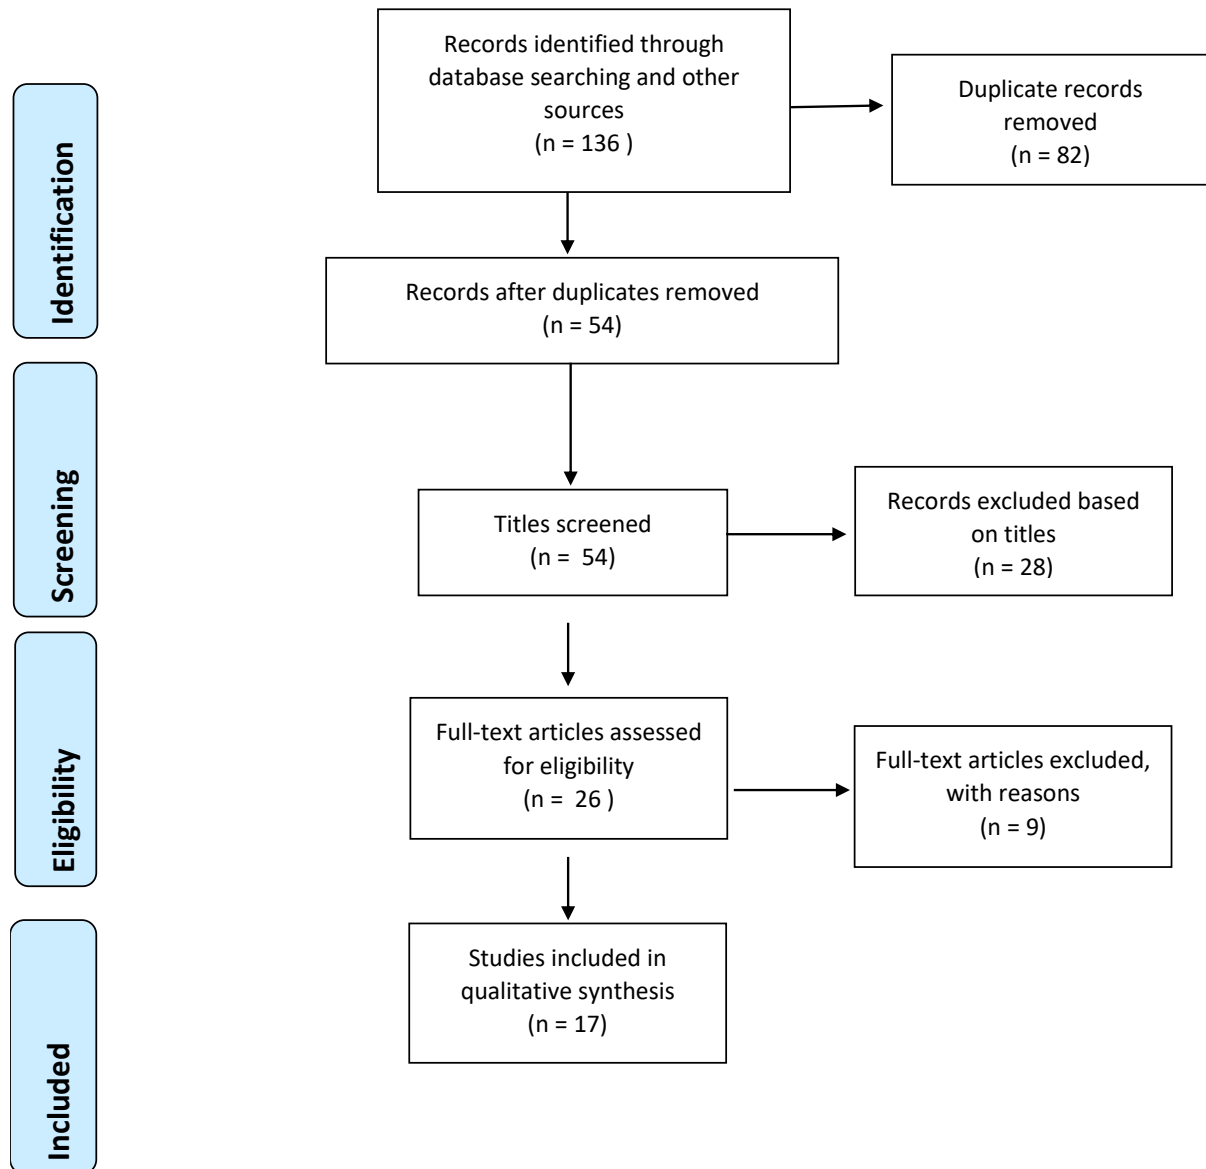 Records identified through
database searching and other
sources
(n = 136 )
Duplicate records
removed
(n = 82)
Identification
Records after duplicates removed
(n = 54)
Screening
Titles screened
(n =  54)
Records excluded based
on titles
(n = 28)
Eligibility
Full-text articles assessed
for eligibility
(n =  26 )
Full-text articles excluded,
with reasons
(n = 9)
Included
Studies included in
qualitative synthesis
(n = 17)